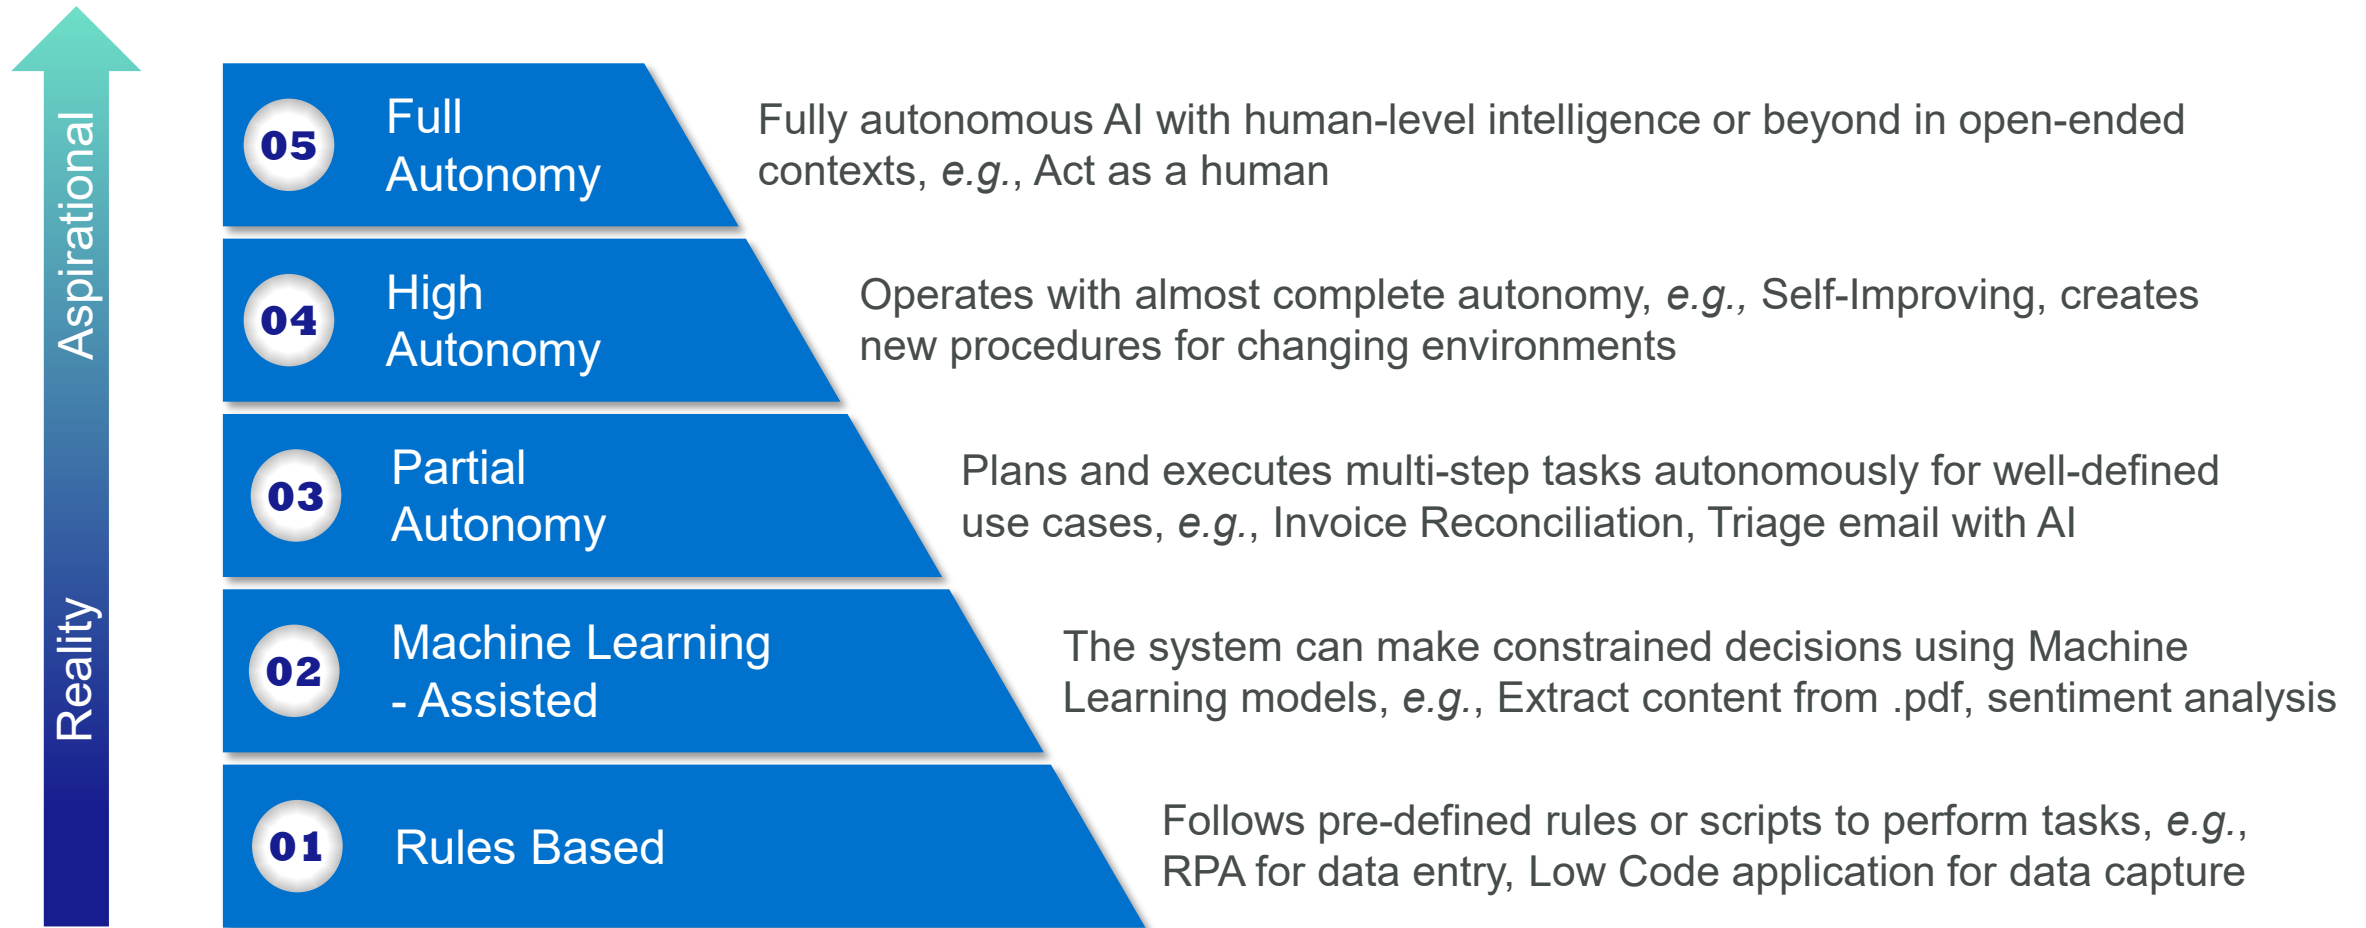 Aspirational
Reality
05
Full
Autonomy
Fully autonomous AI with human-level intelligence or beyond in open-ended
contexts, e.g., Act as a human
04
High
Autonomy
Operates with almost complete autonomy, e.g., Self-Improving, creates
new procedures for changing environments
03
Partial
Autonomy
Plans and executes multi-step tasks autonomously for well-defined
use cases, e.g., Invoice Reconciliation, Triage email with AI
02
Machine Learning
- Assisted
The system can make constrained decisions using Machine
Learning models, e.g., Extract content from .pdf, sentiment analysis
01
Rules Based
Follows pre-defined rules or scripts to perform tasks, e.g.,
RPA for data entry, Low Code application for data capture